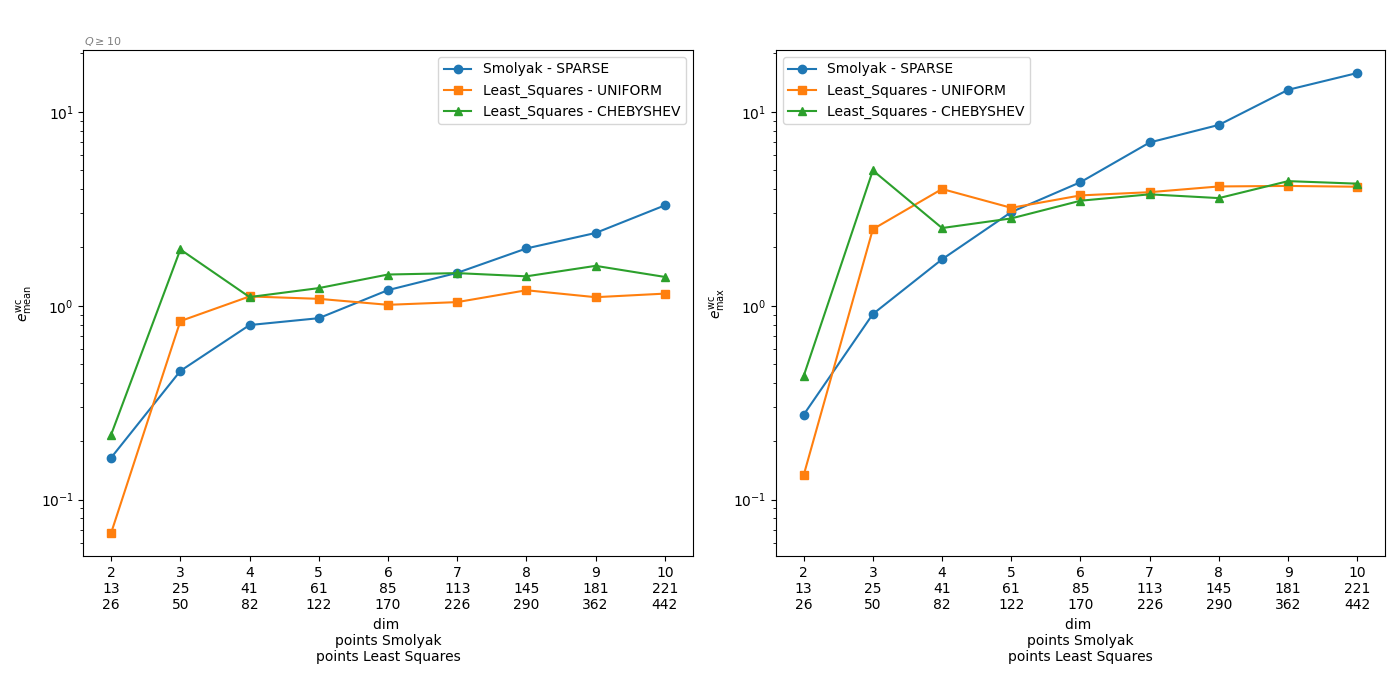 Q ≥ 10
Smolyak - SPARSE
Least_Squares - UNIFORM
Least_Squares - CHEBYSHEV
10¹
10⁰
10⁻¹
e^wc_mean
2 3 4 5 6 7 8 9 10
13 25 41 61 85 113 145 181 221
26 50 82 122 170 226 290 362 442
dim
points Smolyak
points Least Squares
Smolyak - SPARSE
Least_Squares - UNIFORM
Least_Squares - CHEBYSHEV
10¹
10⁰
10⁻¹
e^wc_max
2 3 4 5 6 7 8 9 10
13 25 41 61 85 113 145 181 221
26 50 82 122 170 226 290 362 442
dim
points Smolyak
points Least Squares